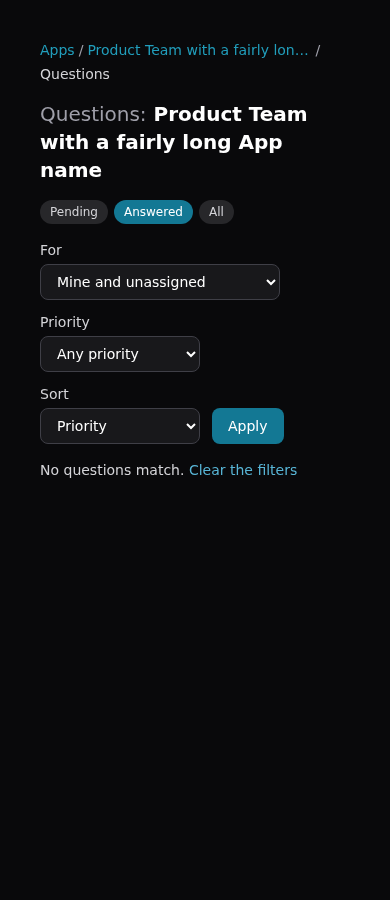 Apps / Product Team with a fairly lon… /
Questions
Questions: Product Team
with a fairly long App
name
Pending Answered All
For
Mine and unassigned
Priority
Any priority
Sort
Priority Apply
No questions match. Clear the filters